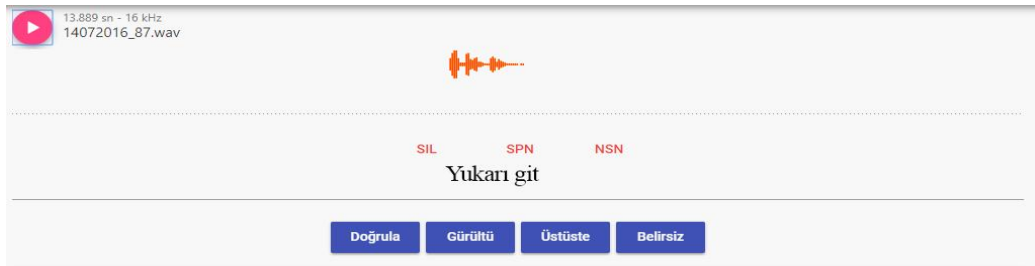 13.889 sn - 16 kHz
14072016_87.wav
SIL SPN NSN
Yukarı git
Doğrula Gürültü Üstüste Belirsiz